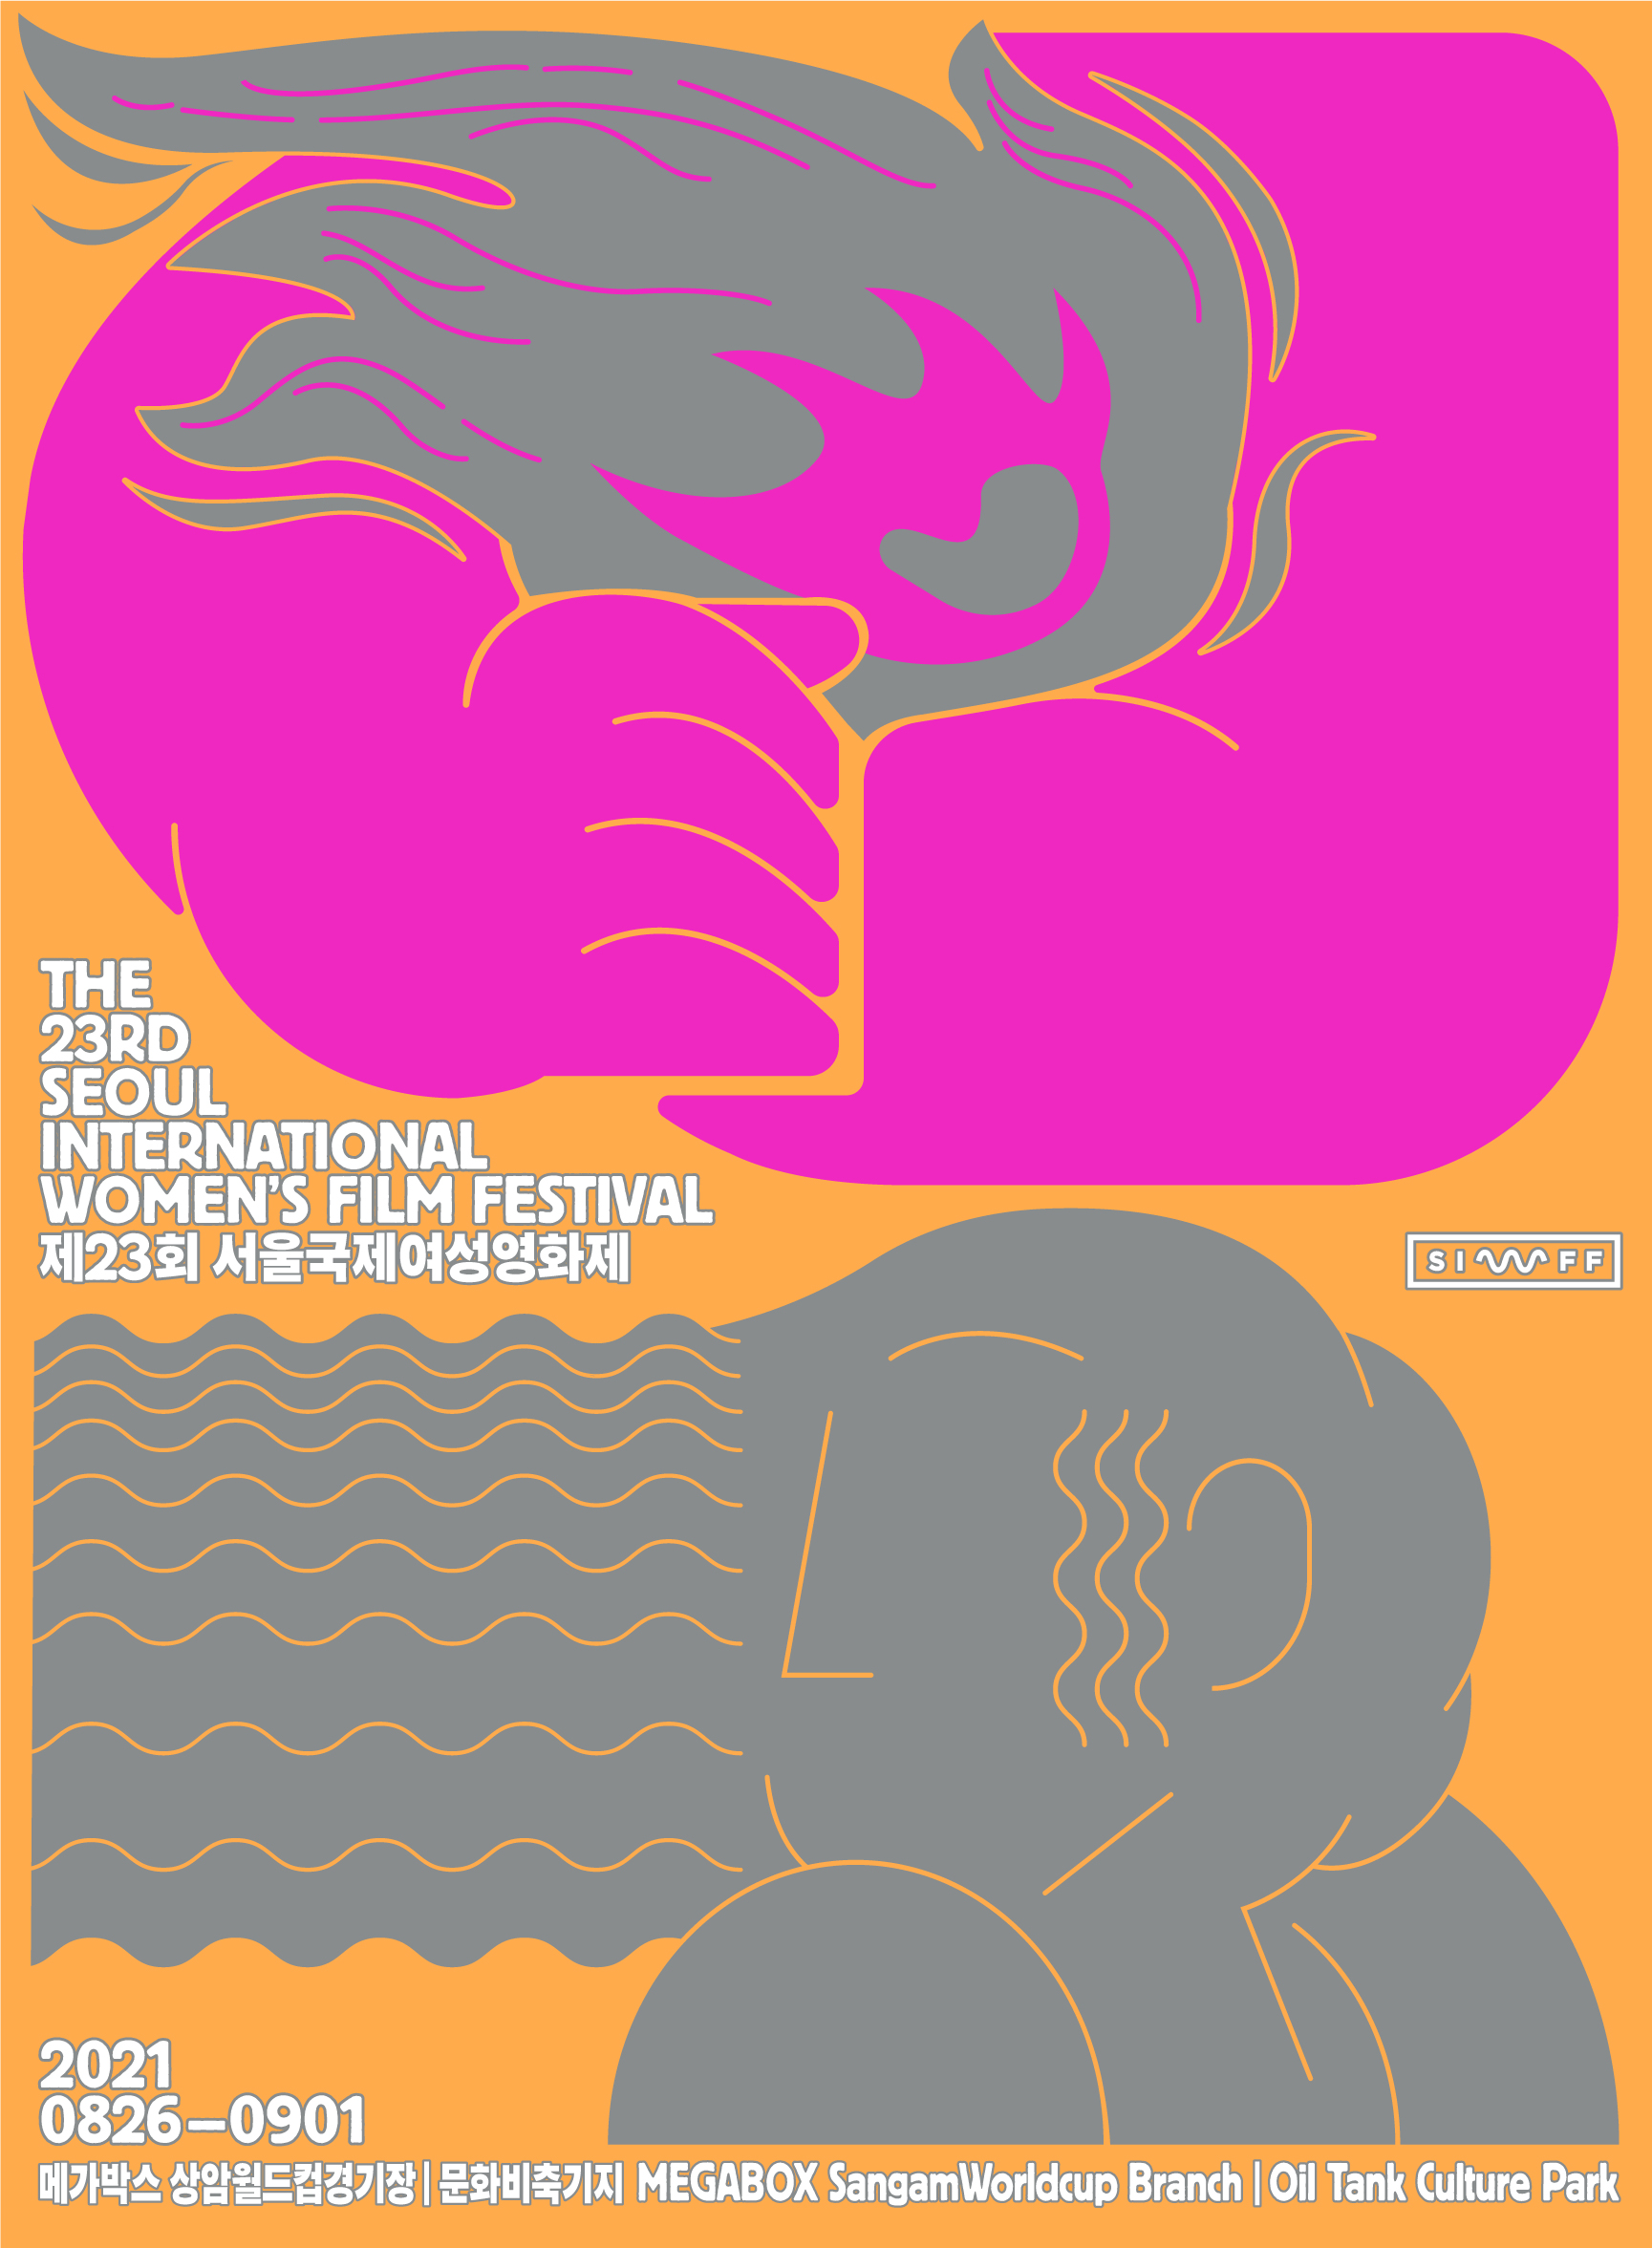 THE
23RD
SEOUL
INTERNATIONAL
WOMEN'S FILM FESTIVAL
제23회 서울국제여성영화제
SIWFF
2021
0826–0901
메가박스 상암월드컵경기장 | 문화비축기지 MEGABOX SangamWorldcup Branch | Oil Tank Culture Park